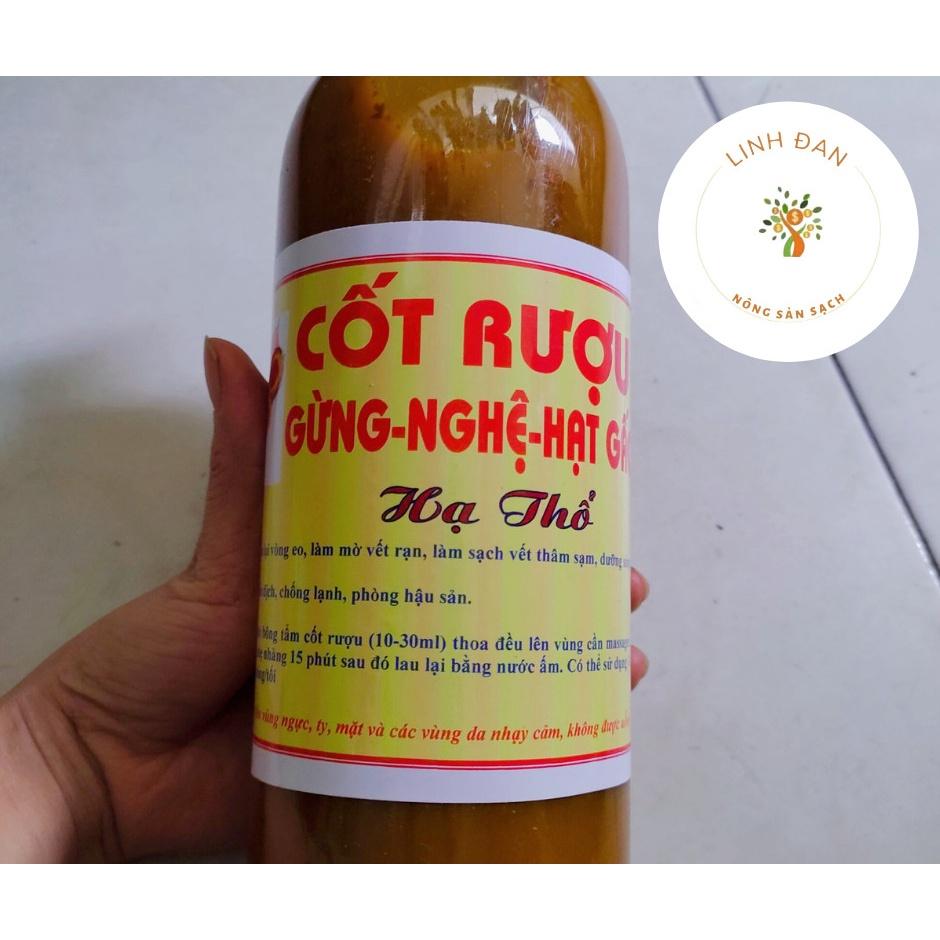 LINH ĐAN
NÔNG SẢN SẠCH
CỐT RƯỢU
GỪNG-NGHỆ-HẠT
Hạ Thổ
vòng eo, làm mờ vết rạn, làm sạch vết thâm sạm, dưỡng
dịch, chống lạnh, phòng hậu sản.
bông tẩm cốt rượu (10-30ml) thoa đều lên vùng cần massage
nhàng 15 phút sau đó lau lại bằng nước ấm. Có thể sử dụng
vùng ngực, ty, mặt và các vùng da nhạy cãm, không được